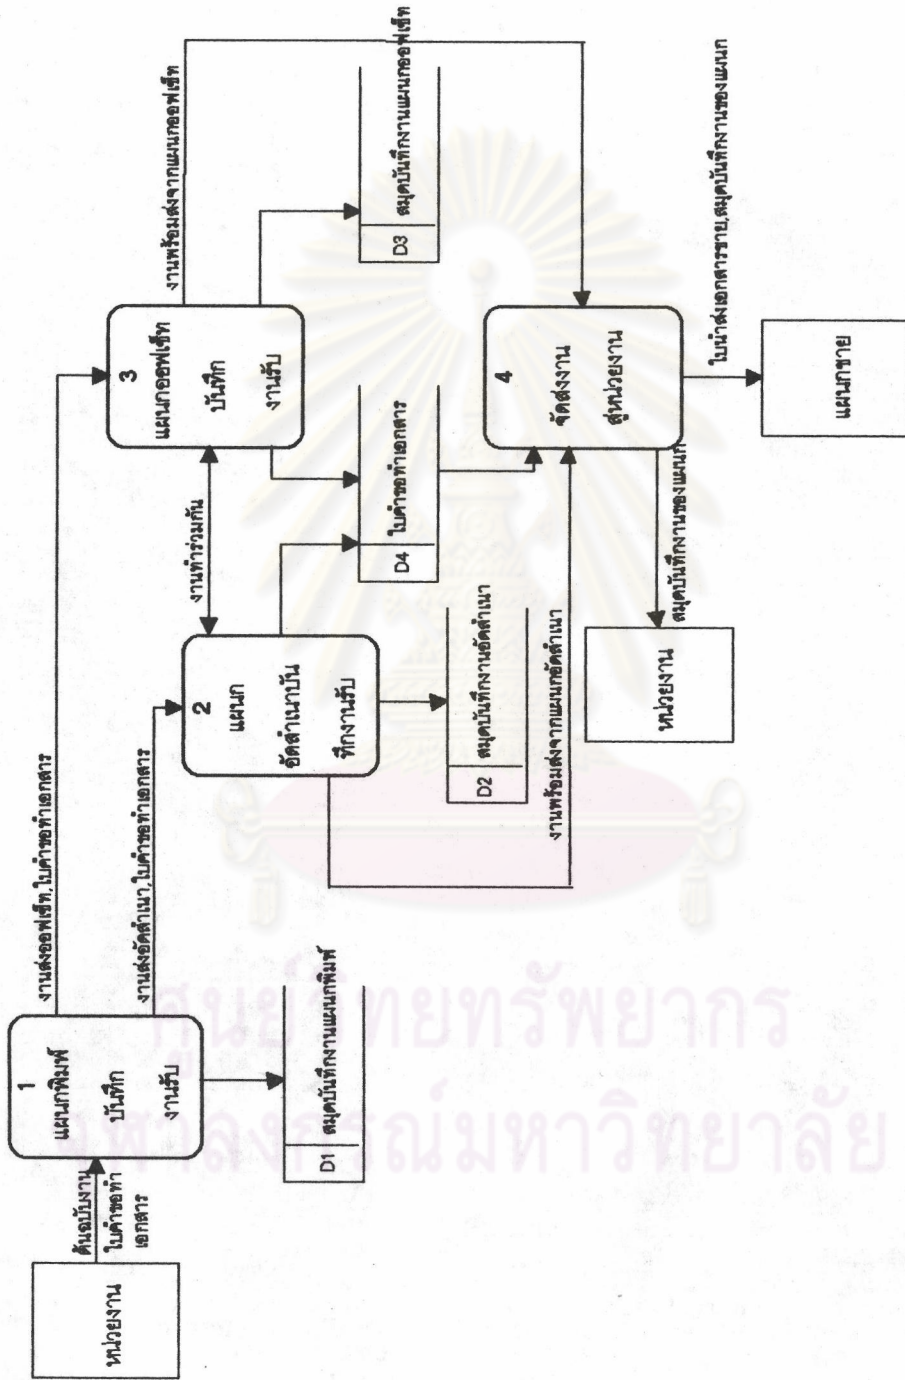 หน่วยงาน
ต้นฉบับงาน
ใบคำขอทำ
เอกสาร
1
แผนกพิมพ์
บันทึก
งานรับ
D1 สมุดบันทึกงานแผนกพิมพ์
งานส่งออฟเซ็ท,ใบคำขอทำเอกสาร
งานส่งอัดสำเนา,ใบคำขอทำเอกสาร
2
แผนก
อัดสำเนาบัน
ทึกงานรับ
D2 สมุดบันทึกงานอัดสำเนา
งานทำร่วมกัน
3
แผนกออฟเซ็ท
บันทึก
งานรับ
D4 ใบคำขอทำเอกสาร
D3 สมุดบันทึกงานแผนกออฟเซ็ท
งานพร้อมส่งจากแผนกออฟเซ็ท
งานพร้อมส่งจากแผนกอัดสำเนา
4
จัดส่งงาน
สู่หน่วยงาน
สมุดบันทึกงานของแผนก
หน่วยงาน
ใบนำส่งเอกสารขาย,สมุดบันทึกงานของแผนก
แผนกขาย
ศูนย์วิทยทรัพยากร
จุฬาลงกรณ์มหาวิทยาลัย